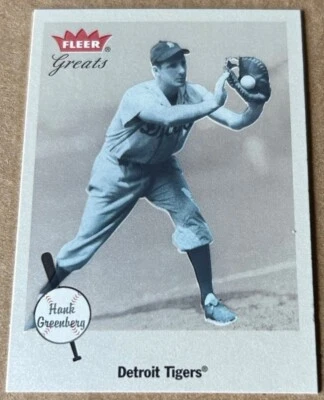 FLEER®
Greats
Hank
Greenberg
Detroit Tigers®